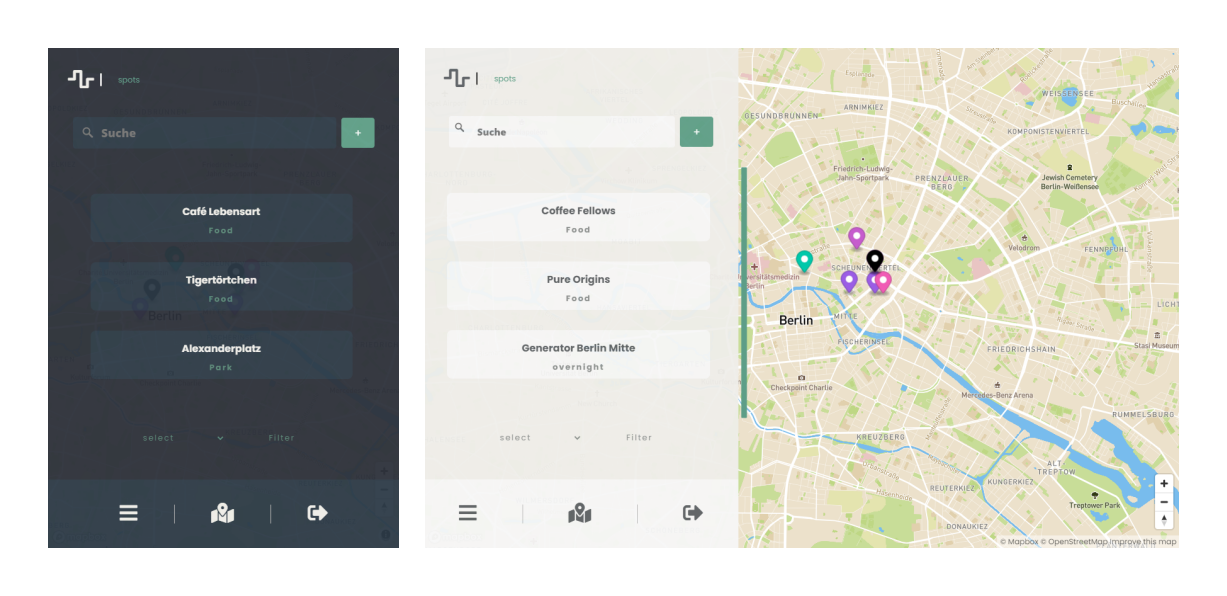 spots
Suche
+
Café Lebensart
Food
Tigertörtchen
Food
Berlin
Alexanderplatz
Park
select
Filter
spots
Suche
+
Coffee Fellows
Food
Pure Origins
Food
Generator Berlin Mitte
overnight
select
Filter
Esplanade
WEISSENSEE
ARNIMKIEZ
GESUNDBRUNNEN
KOMPONISTENVIERTEL
Friedrich-Ludwig-
Jahn-Sportpark
PRENZLAUER
BERG
Jewish Cemetery
Berlin-Weißensee
Velodrom
FENNPFUHL
SCHEUNENVIERTEL
Berlin
MITTE
LICHT
FISCHERINSEL
FRIEDRICHSHAIN
Stasi Museum
Checkpoint Charlie
Mercedes-Benz Arena
RUMMELSBURG
KREUZBERG
ALT-
TREPTOW
REUTERKIEZ
KUNGERKIEZ
Treptower Park
Hasenheide
DONAUKIEZ
+
−
© Mapbox © OpenStreetMap Improve this map